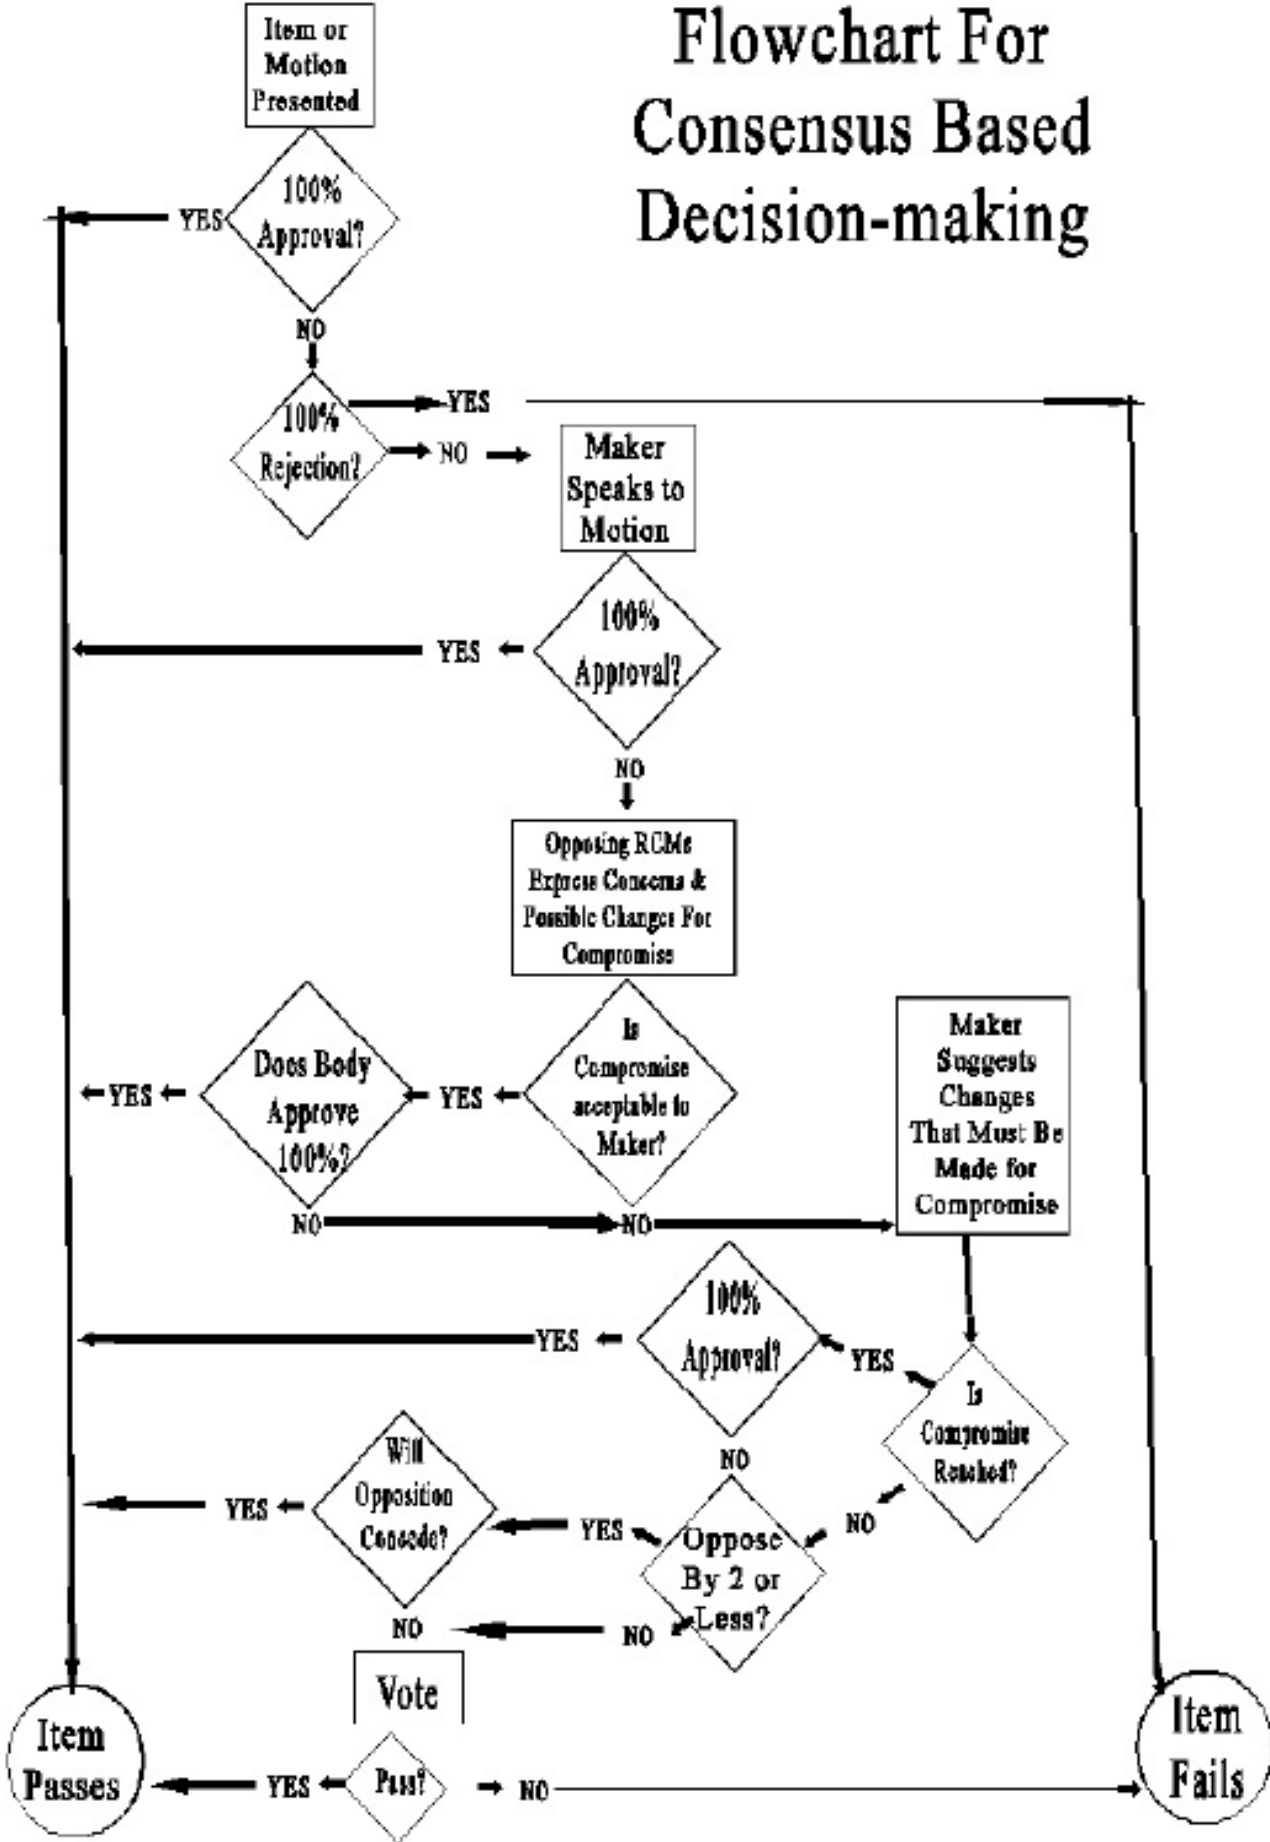 Flowchart For
Consensus Based
Decision-making
Item or
Motion
Presented
100%
Approval?
YES
NO
100%
Rejection?
YES
NO
Maker
Speaks to
Motion
100%
Approval?
YES
NO
Opposing RCMs
Express Concerns &
Possible Changes For
Compromise
Is
Compromise
acceptable to
Maker?
YES
Does Body
Approve
100%?
YES
NO
NO
Maker
Suggests
Changes
That Must Be
Made for
Compromise
Is
Compromise
Reached?
YES
100%
Approval?
YES
NO
NO
Oppose
By 2 or
Less?
YES
Will
Opposition
Concede?
YES
NO
NO
Vote
Pass?
YES
NO
Item
Passes
Item
Fails